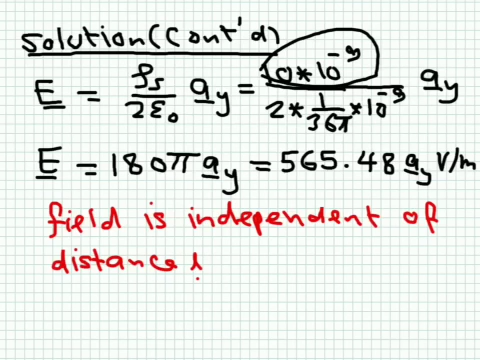 Solution (Cont'd)
E = ρs/2ε₀ ay = 10*10⁻⁹/2*1/36π*10⁻⁹ ay
E = 180π ay = 565.48 ay V/m
field is independent of
distance!